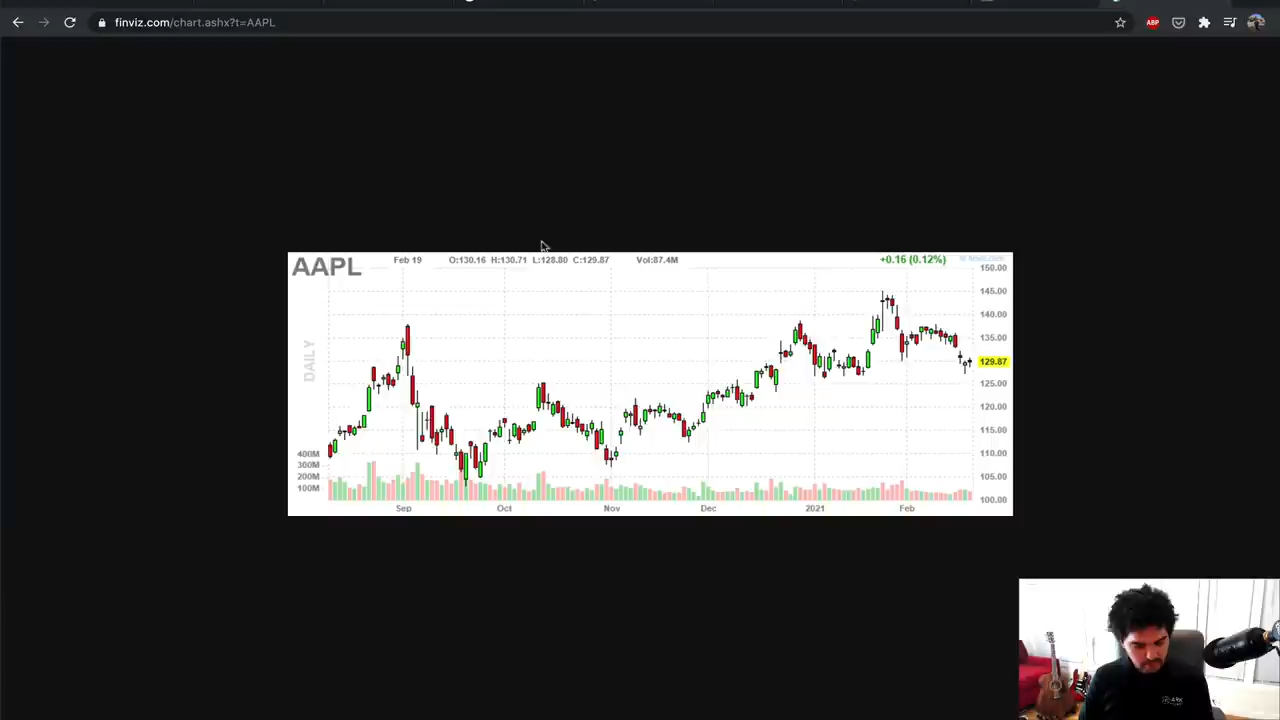 finviz.com/chart.ashx?t=AAPL
ABP
AAPL Feb 19 O:130.16 H:130.71 L:128.80 C:129.87 Vol:87.4M +0.16 (0.12%)
150.00
145.00
140.00
135.00
DAILY
129.87
125.00
120.00
115.00
400M 110.00
300M
200M 105.00
100M
100.00
Sep Oct Nov Dec 2021 Feb
ARK